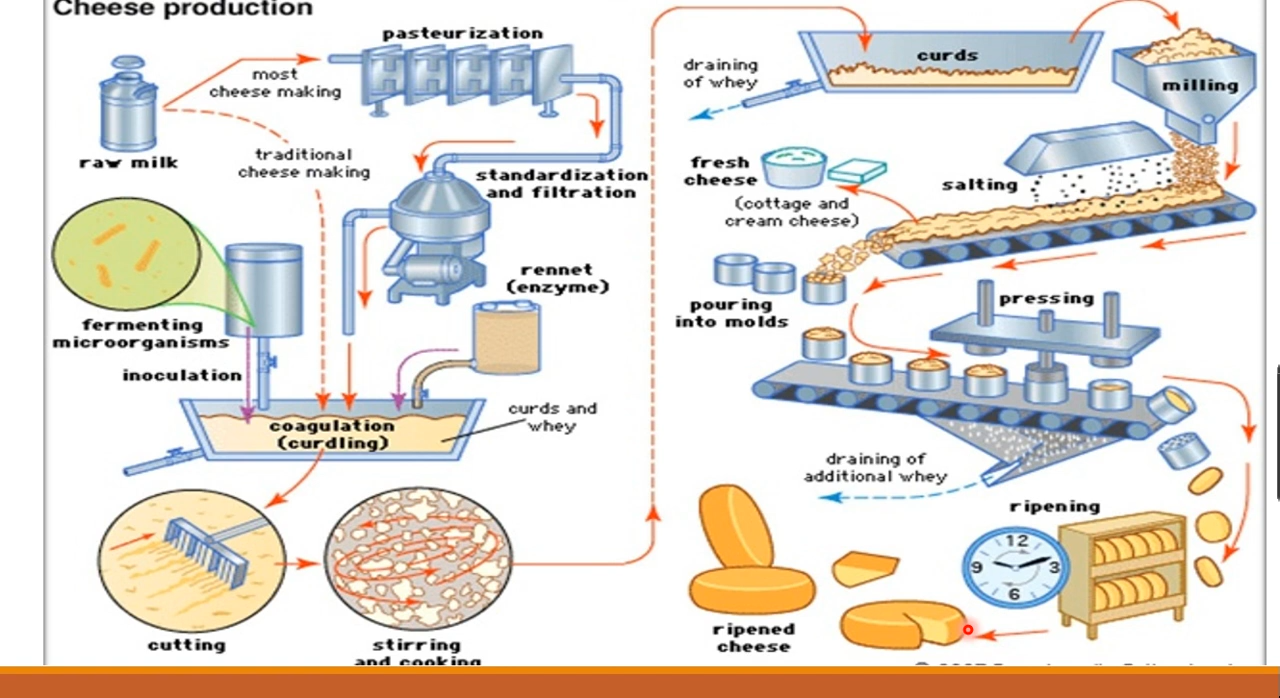 Cheese production
pasteurization
most
cheese making
raw milk
traditional
cheese making
standardization
and filtration
rennet
(enzyme)
fermenting
microorganisms
inoculation
coagulation
(curdling)
curds and
whey
cutting
stirring
and cooking
draining
of whey
curds
milling
fresh
cheese
(cottage and
cream cheese)
salting
pouring
into molds
pressing
draining of
additional whey
ripening
12
9
3
6
ripened
cheese